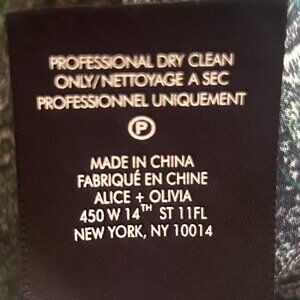 PROFESSIONAL DRY CLEAN
ONLY/NETTOYAGE A SEC
PROFESSIONNEL UNIQUEMENT
P
MADE IN CHINA
FABRIQUÉ EN CHINE
ALICE + OLIVIA
450 W 14TH ST 11FL
NEW YORK, NY 10014